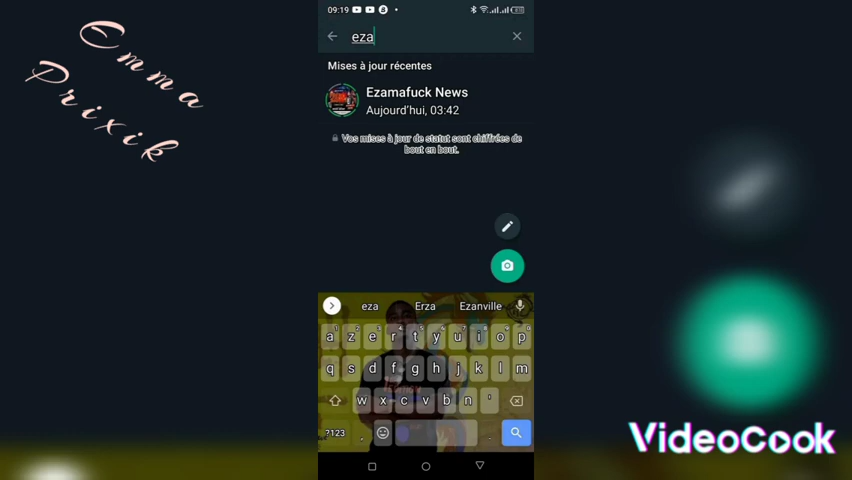 Omma
Prixik
09:19
eza
Mises à jour récentes
Ezamafuck News
Aujourd'hui, 03:42
Vos mises à jour de statut sont chiffrées de
bout en bout.
eza Erza Ezanville
a z e r t y u i o p
q s d f g h j k l m
w x c v b n '
?123 , .
VideoCook